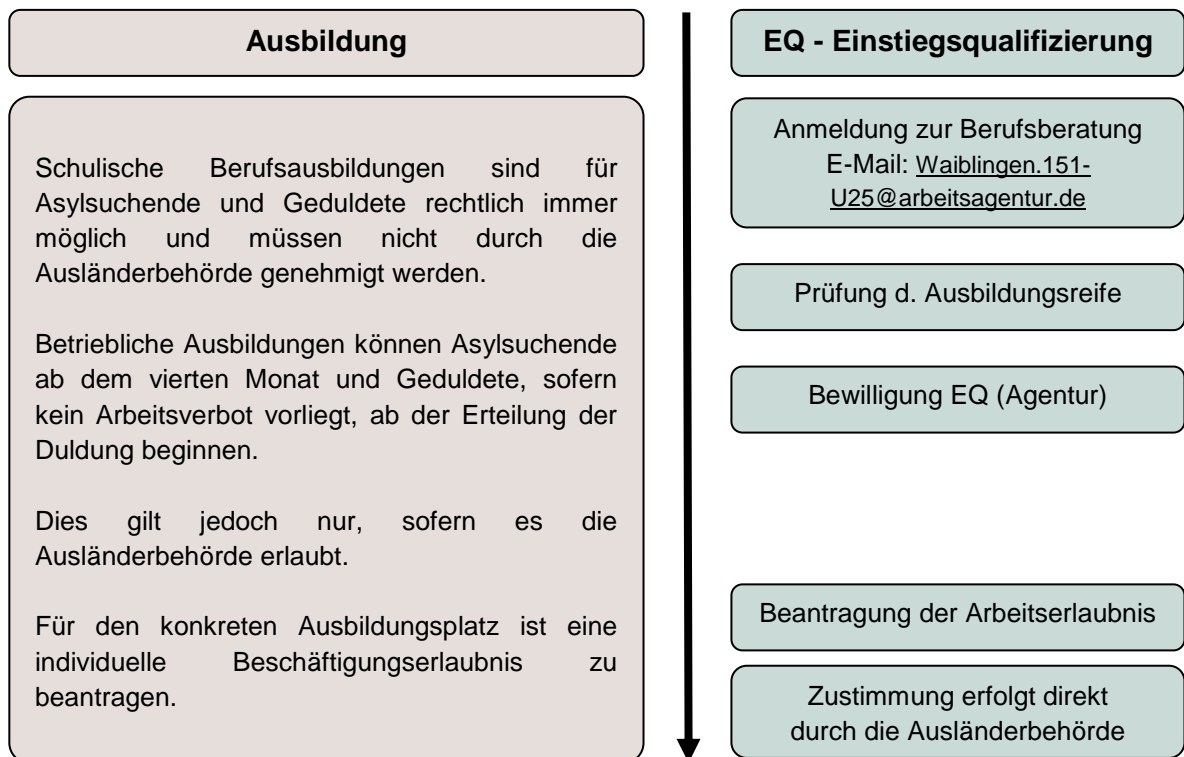 Ausbildung
Schulische Berufsausbildungen sind für
Asylsuchende und Geduldete rechtlich immer
möglich und müssen nicht durch die
Ausländerbehörde genehmigt werden.
Betriebliche Ausbildungen können Asylsuchende
ab dem vierten Monat und Geduldete, sofern
kein Arbeitsverbot vorliegt, ab der Erteilung der
Duldung beginnen.
Dies gilt jedoch nur, sofern es die
Ausländerbehörde erlaubt.
Für den konkreten Ausbildungsplatz ist eine
individuelle Beschäftigungserlaubnis zu
beantragen.
EQ - Einstiegsqualifizierung
Anmeldung zur Berufsberatung
E-Mail: Waiblingen.151-
U25@arbeitsagentur.de
Prüfung d. Ausbildungsreife
Bewilligung EQ (Agentur)
Beantragung der Arbeitserlaubnis
Zustimmung erfolgt direkt
durch die Ausländerbehörde